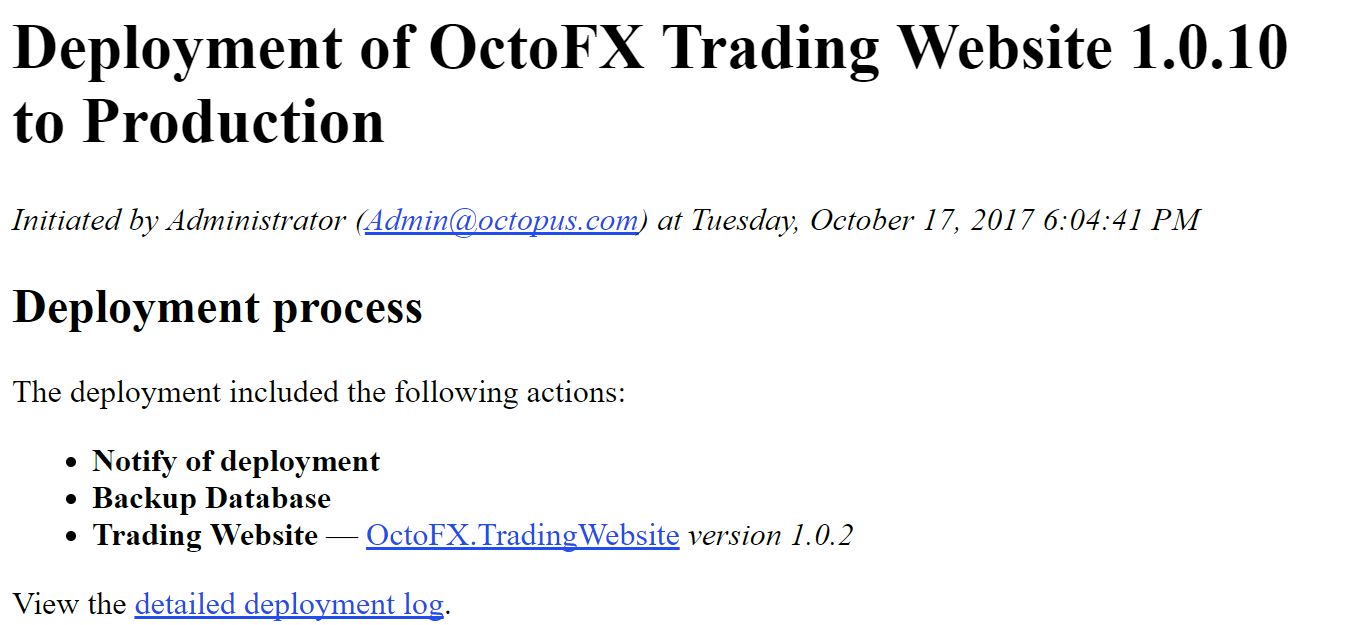 Deployment of OctoFX Trading Website 1.0.10
to Production
Initiated by Administrator (Admin@octopus.com) at Tuesday, October 17, 2017 6:04:41 PM
Deployment process
The deployment included the following actions:
• Notify of deployment
• Backup Database
• Trading Website — OctoFX.TradingWebsite version 1.0.2
View the detailed deployment log.